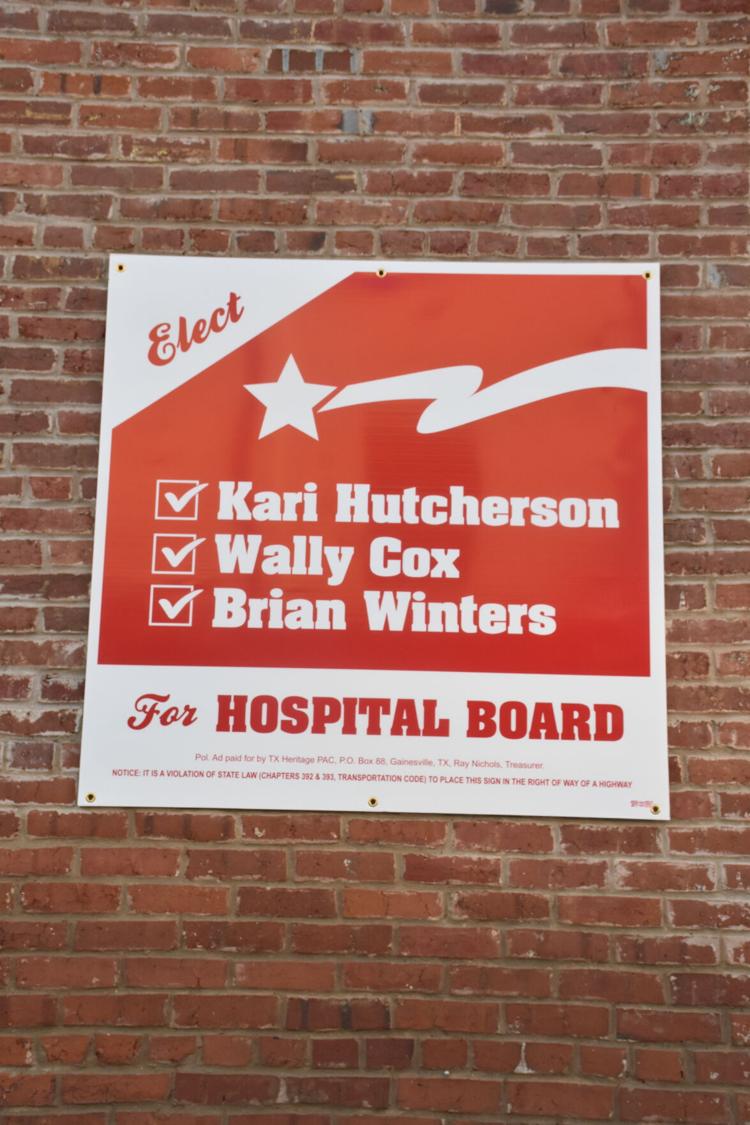 Elect
Kari Hutcherson
Wally Cox
Brian Winters
For HOSPITAL BOARD
Pol. Ad paid for by TX Heritage PAC, P.O. Box 88, Gainesville, TX, Ray Nichols, Treasurer.
NOTICE: IT IS A VIOLATION OF STATE LAW (CHAPTERS 392 & 393, TRANSPORTATION CODE) TO PLACE THIS SIGN IN THE RIGHT OF WAY OF A HIGHWAY